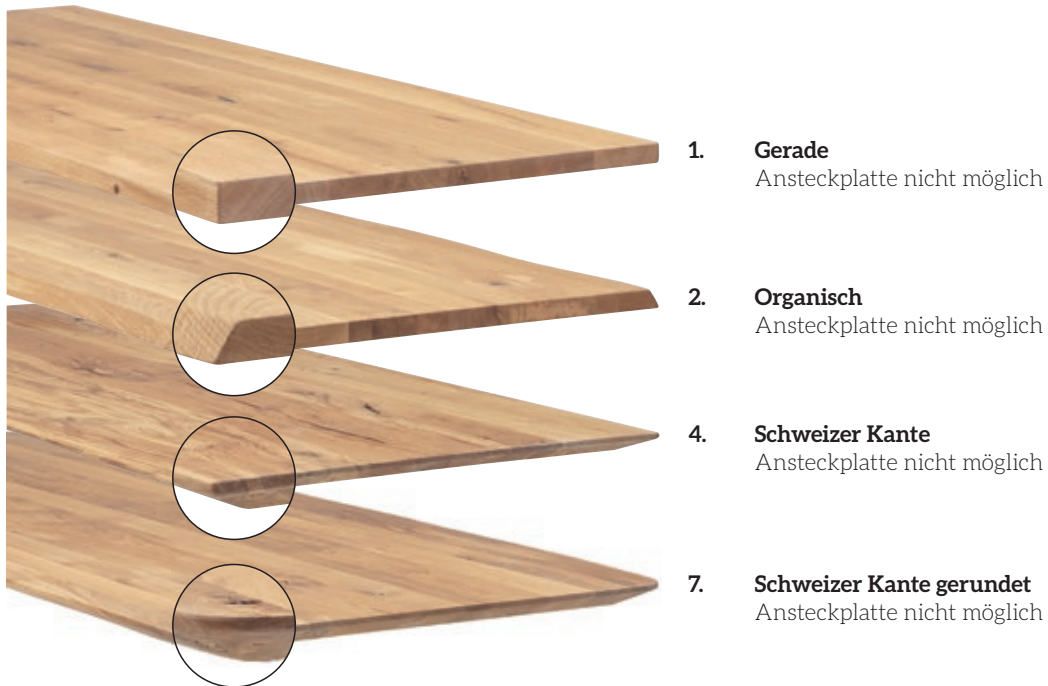 1. Gerade
Ansteckplatte nicht möglich
2. Organisch
Ansteckplatte nicht möglich
4. Schweizer Kante
Ansteckplatte nicht möglich
7. Schweizer Kante gerundet
Ansteckplatte nicht möglich